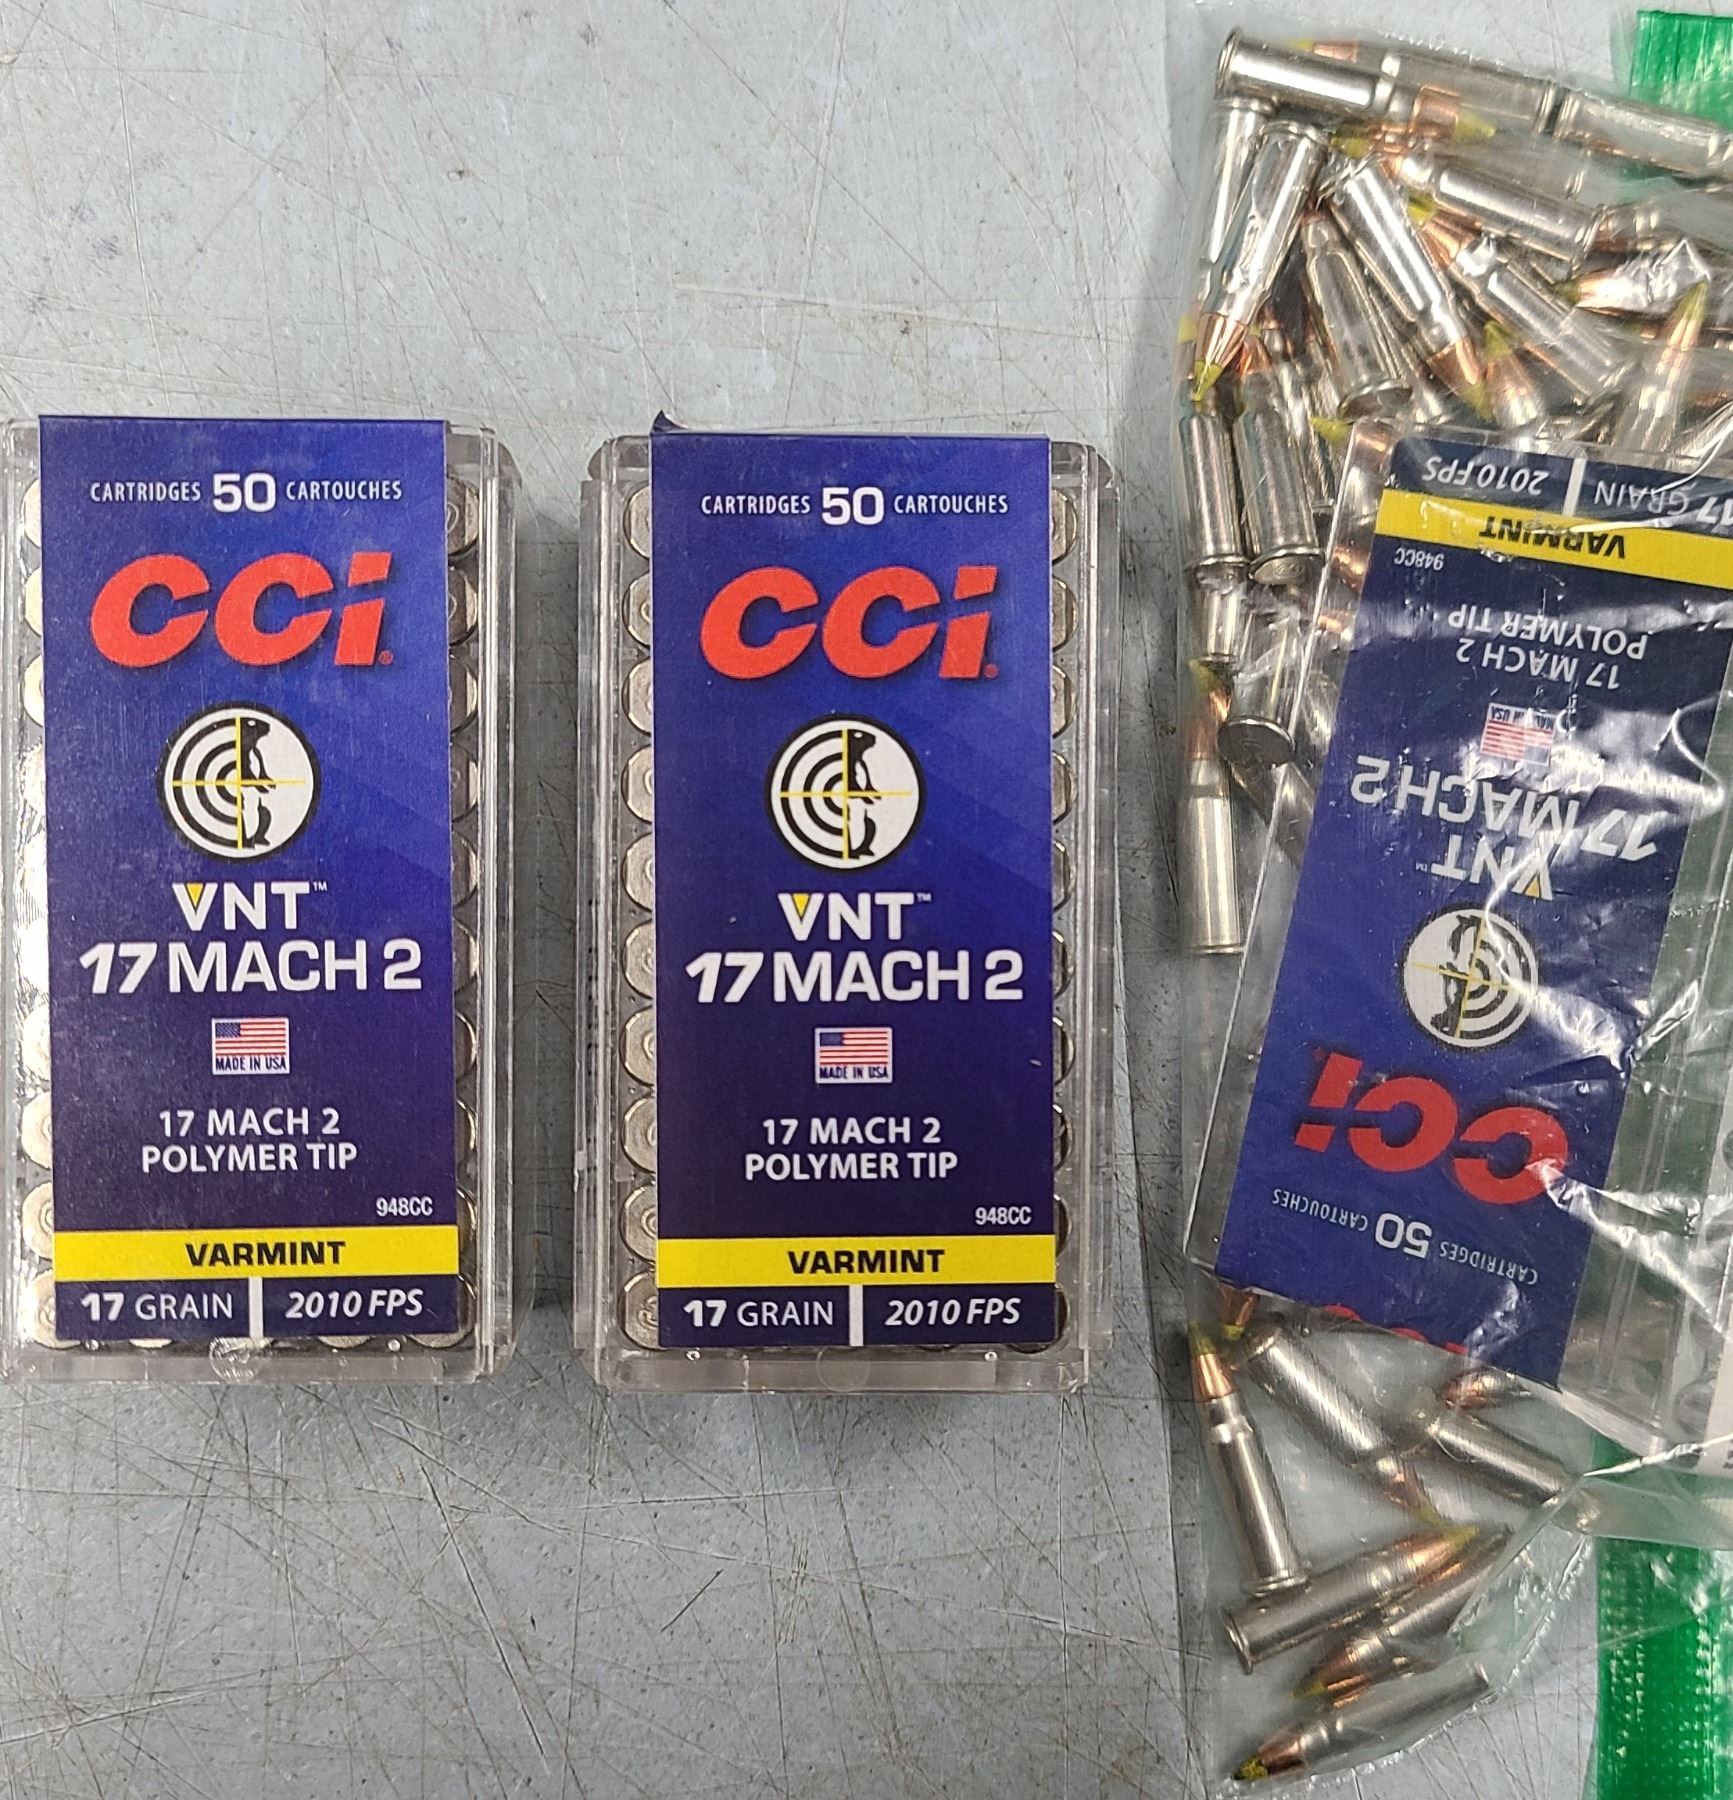 CARTRIDGES 50 CARTOUCHES
CCi®
VNT™
17 MACH 2
MADE IN USA
17 MACH 2
POLYMER TIP
948CC
VARMINT
17 GRAIN 2010 FPS
CARTRIDGES 50 CARTOUCHES
CCi
VNT™
17 MACH 2
MADE IN USA
17 MACH 2
POLYMER TIP
948CC
VARMINT
17 GRAIN 2010 FPS
CARTRIDGES 50 CARTOUCHES
CCi
VNT™
17 MACH 2
MADE IN USA
17 MACH 2
POLYMER TIP
948CC
VARMINT
17 GRAIN 2010 FPS